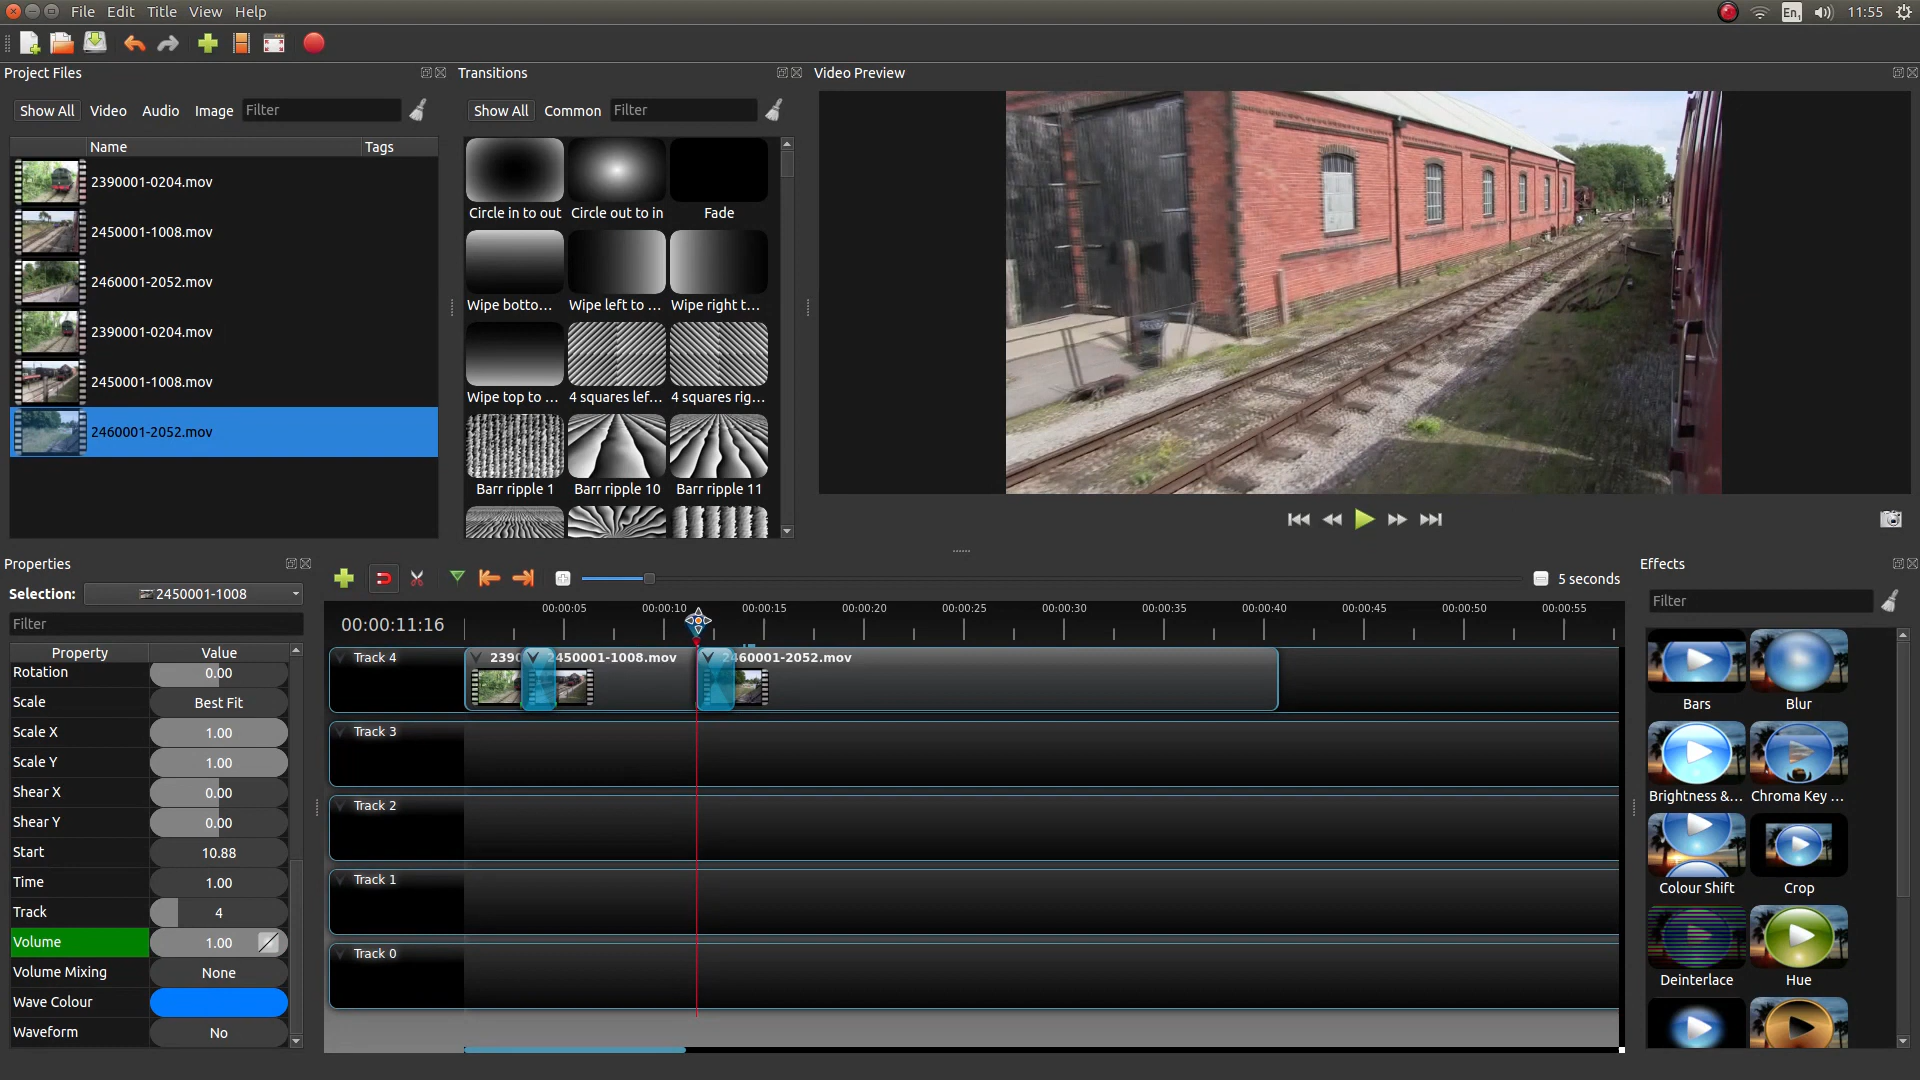 File Edit Title View Help
En1 11:55
Project Files
Show All Video Audio Image Filter
Name Tags
2390001-0204.mov
2450001-1008.mov
2460001-2052.mov
2390001-0204.mov
2450001-1008.mov
2460001-2052.mov
Transitions
Show All Common Filter
Circle in to out Circle out to in Fade
Wipe botto... Wipe left to ... Wipe right t...
Wipe top to ... 4 squares lef... 4 squares rig...
Barr ripple 1 Barr ripple 10 Barr ripple 11
Video Preview
Properties
Selection: 2450001-1008
Filter
Property Value
Rotation 0.00
Scale Best Fit
Scale X 1.00
Scale Y 1.00
Shear X 0.00
Shear Y 0.00
Start 10.88
Time 1.00
Track 4
Volume 1.00
Volume Mixing None
Wave Colour
Waveform No
5 seconds
00:00:11:16
00:00:05 00:00:10 00:00:15 00:00:20 00:00:25 00:00:30 00:00:35 00:00:40 00:00:45 00:00:50 00:00:55
Track 4 239 2450001-1008.mov 2460001-2052.mov
Track 3
Track 2
Track 1
Track 0
Effects
Filter
Bars Blur
Brightness &... Chroma Key ...
Colour Shift Crop
Deinterlace Hue